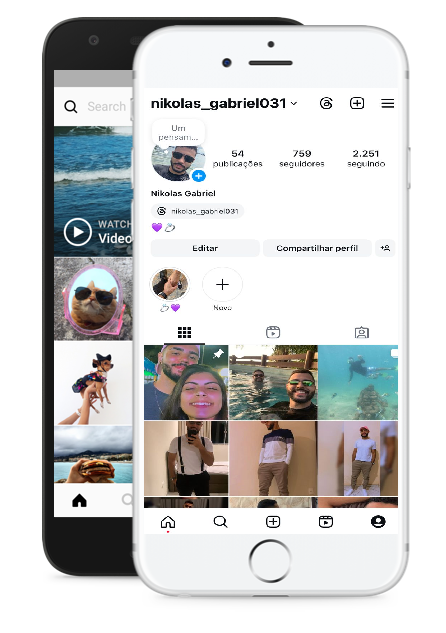 Search
WATCH
Video
nikolas_gabriel031
Um
pensam...
54
publicações
759
seguidores
2.251
seguindo
Nikolas Gabriel
nikolas_gabriel031
Editar
Compartilhar perfil
Novo